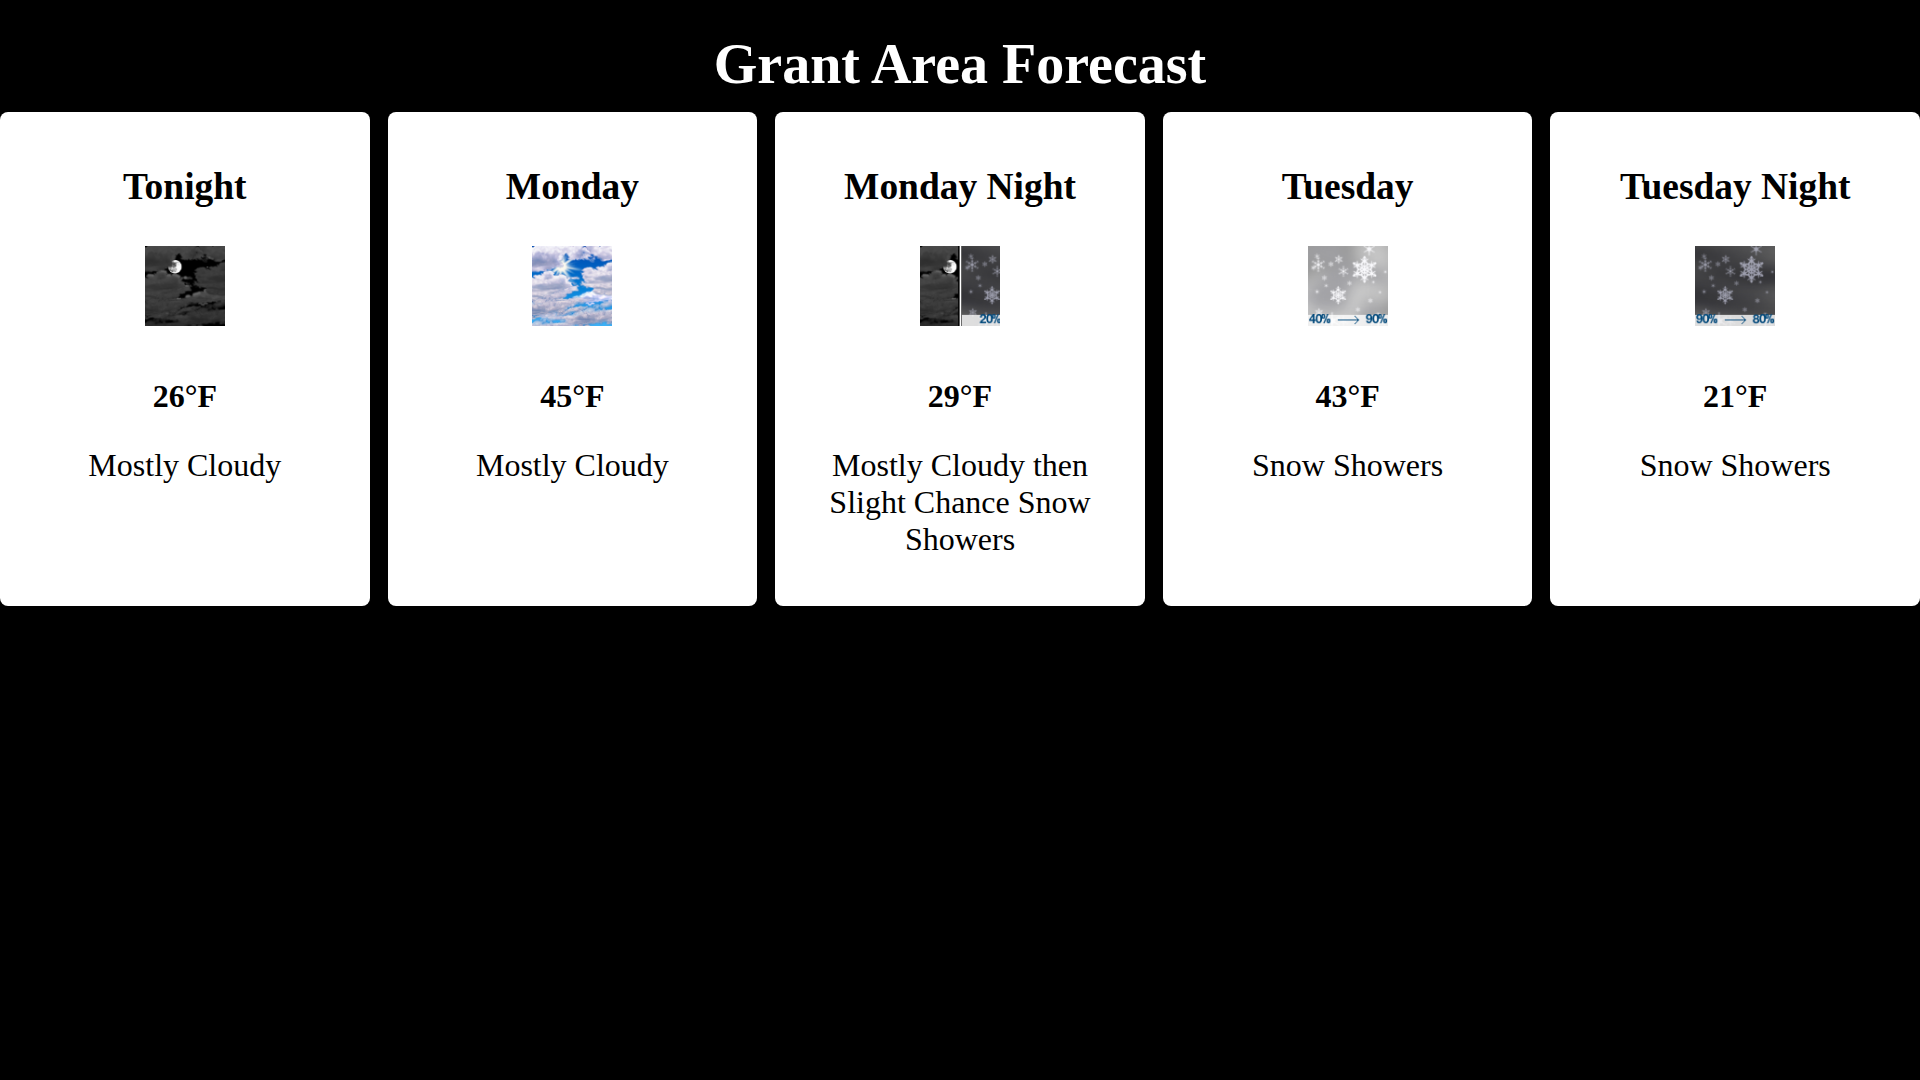 Grant Area Forecast
Tonight
26°F
Mostly Cloudy
Monday
45°F
Mostly Cloudy
Monday Night
20%
29°F
Mostly Cloudy then
Slight Chance Snow
Showers
Tuesday
40% → 90%
43°F
Snow Showers
Tuesday Night
90% → 80%
21°F
Snow Showers